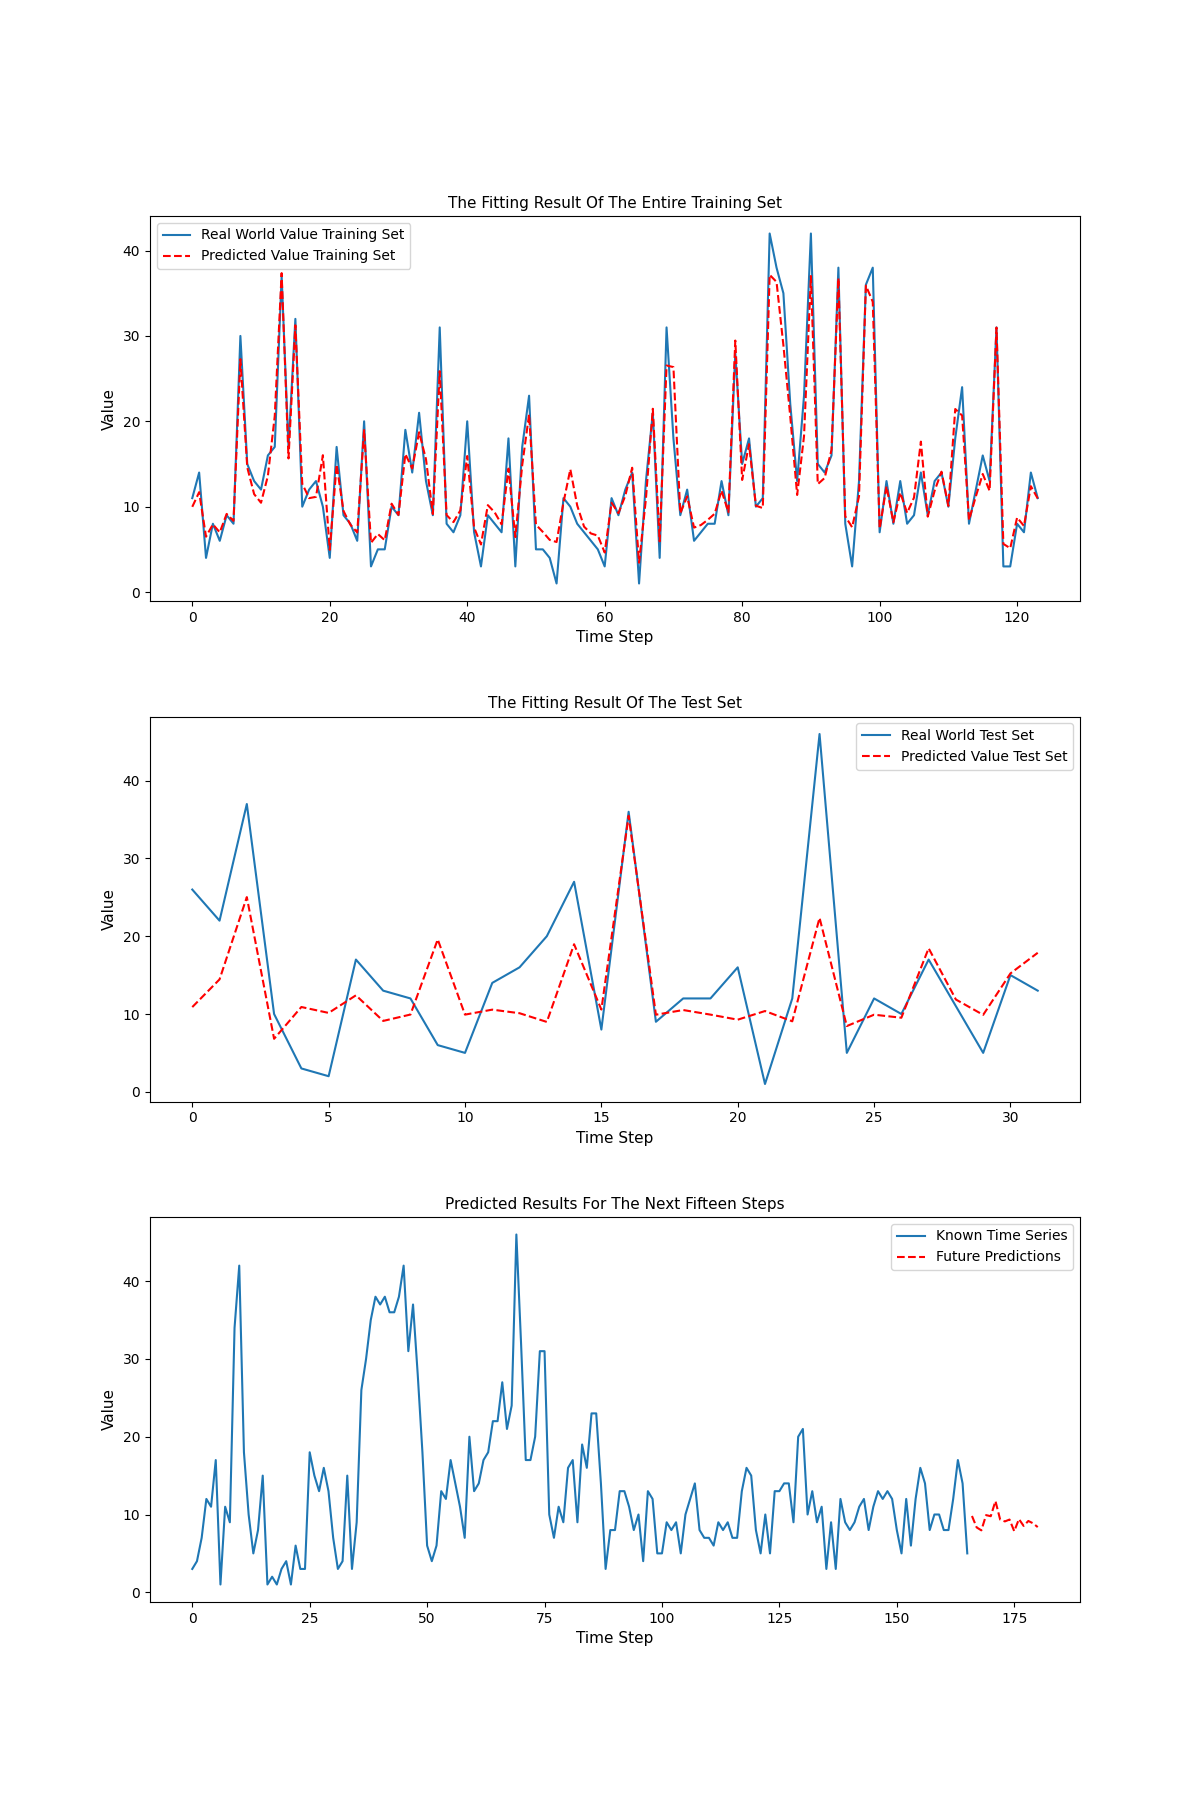 The Fitting Result Of The Entire Training Set
Real World Value Training Set
Predicted Value Training Set
Value
40
30
20
10
0
0 20 40 60 80 100 120
Time Step
The Fitting Result Of The Test Set
Real World Test Set
Predicted Value Test Set
Value
40
30
20
10
0
0 5 10 15 20 25 30
Time Step
Predicted Results For The Next Fifteen Steps
Known Time Series
Future Predictions
Value
40
30
20
10
0
0 25 50 75 100 125 150 175
Time Step